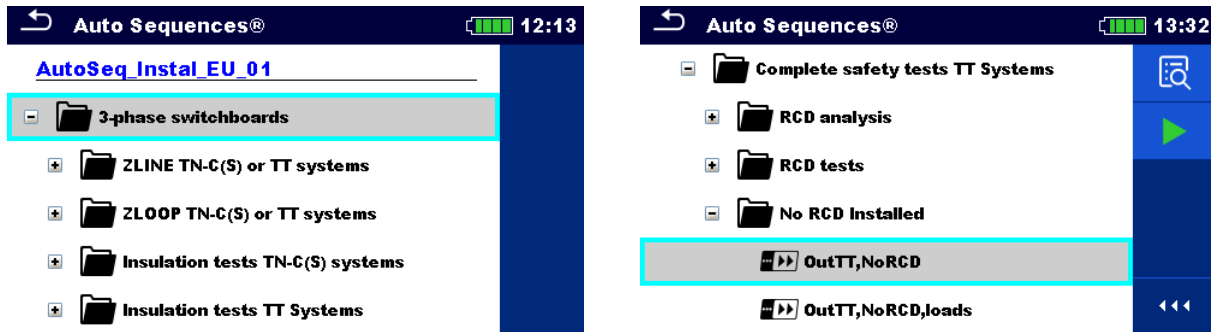 Auto Sequences® 12:13
AutoSeq_Instal_EU_01
3-phase switchboards
ZLINE TN-C(S) or TT systems
ZLOOP TN-C(S) or TT systems
Insulation tests TN-C(S) systems
Insulation tests TT Systems
Auto Sequences® 13:32
Complete safety tests TT Systems
RCD analysis
RCD tests
No RCD Installed
OutTT,NoRCD
OutTT,NoRCD,loads